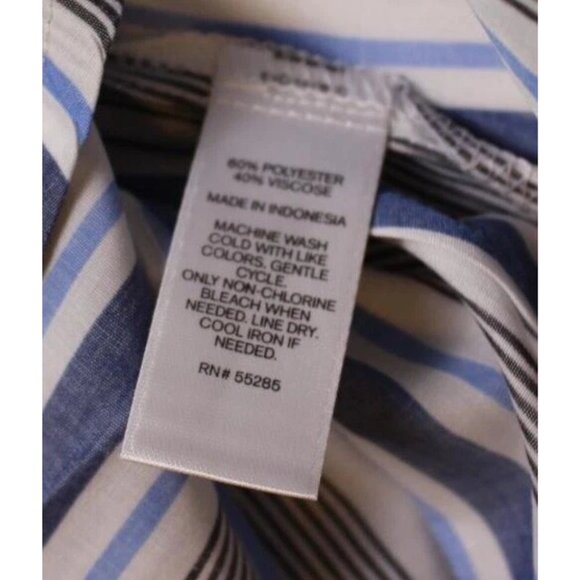 60% POLYESTER
40% VISCOSE
MADE IN INDONESIA
MACHINE WASH
COLD WITH LIKE
COLORS. GENTLE
CYCLE.
ONLY NON-CHLORINE
BLEACH WHEN
NEEDED. LINE DRY.
COOL IRON IF
NEEDED.
RN# 55285